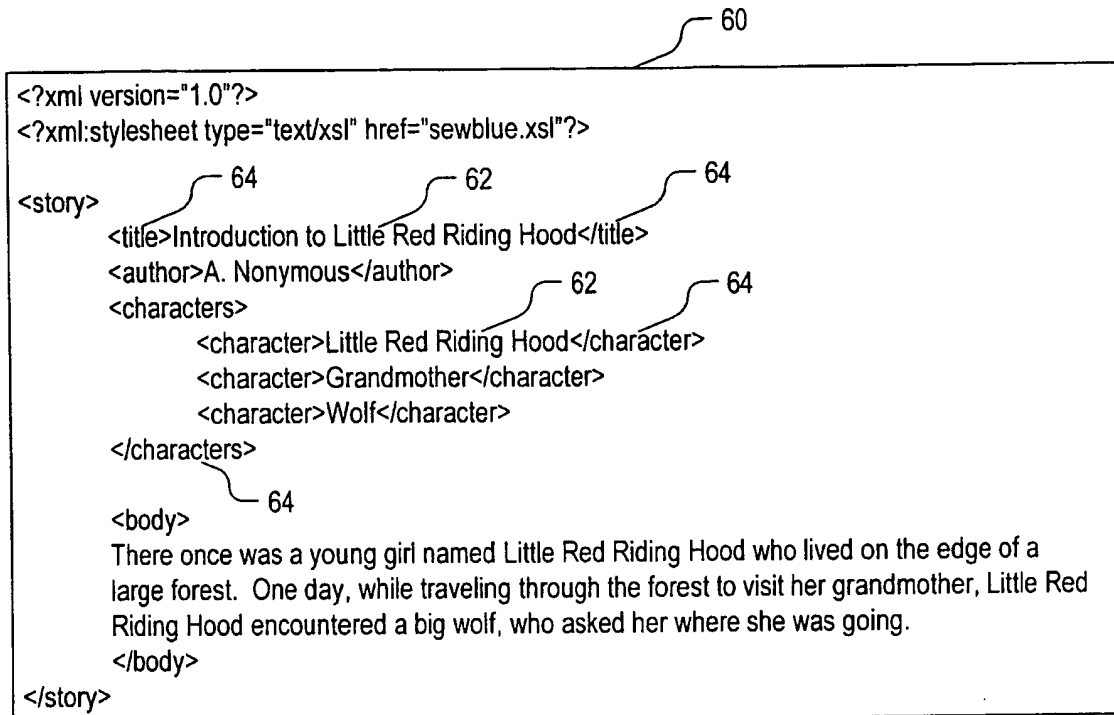 60
<?xml version="1.0"?>
<?xml:stylesheet type="text/xsl" href="sewblue.xsl"?>
64 62 64
<story>
<title>Introduction to Little Red Riding Hood</title>
<author>A. Nonymous</author>
62 64
<characters>
<character>Little Red Riding Hood</character>
<character>Grandmother</character>
<character>Wolf</character>
</characters>
64
<body>
There once was a young girl named Little Red Riding Hood who lived on the edge of a
large forest. One day, while traveling through the forest to visit her grandmother, Little Red
Riding Hood encountered a big wolf, who asked her where she was going.
</body>
</story>